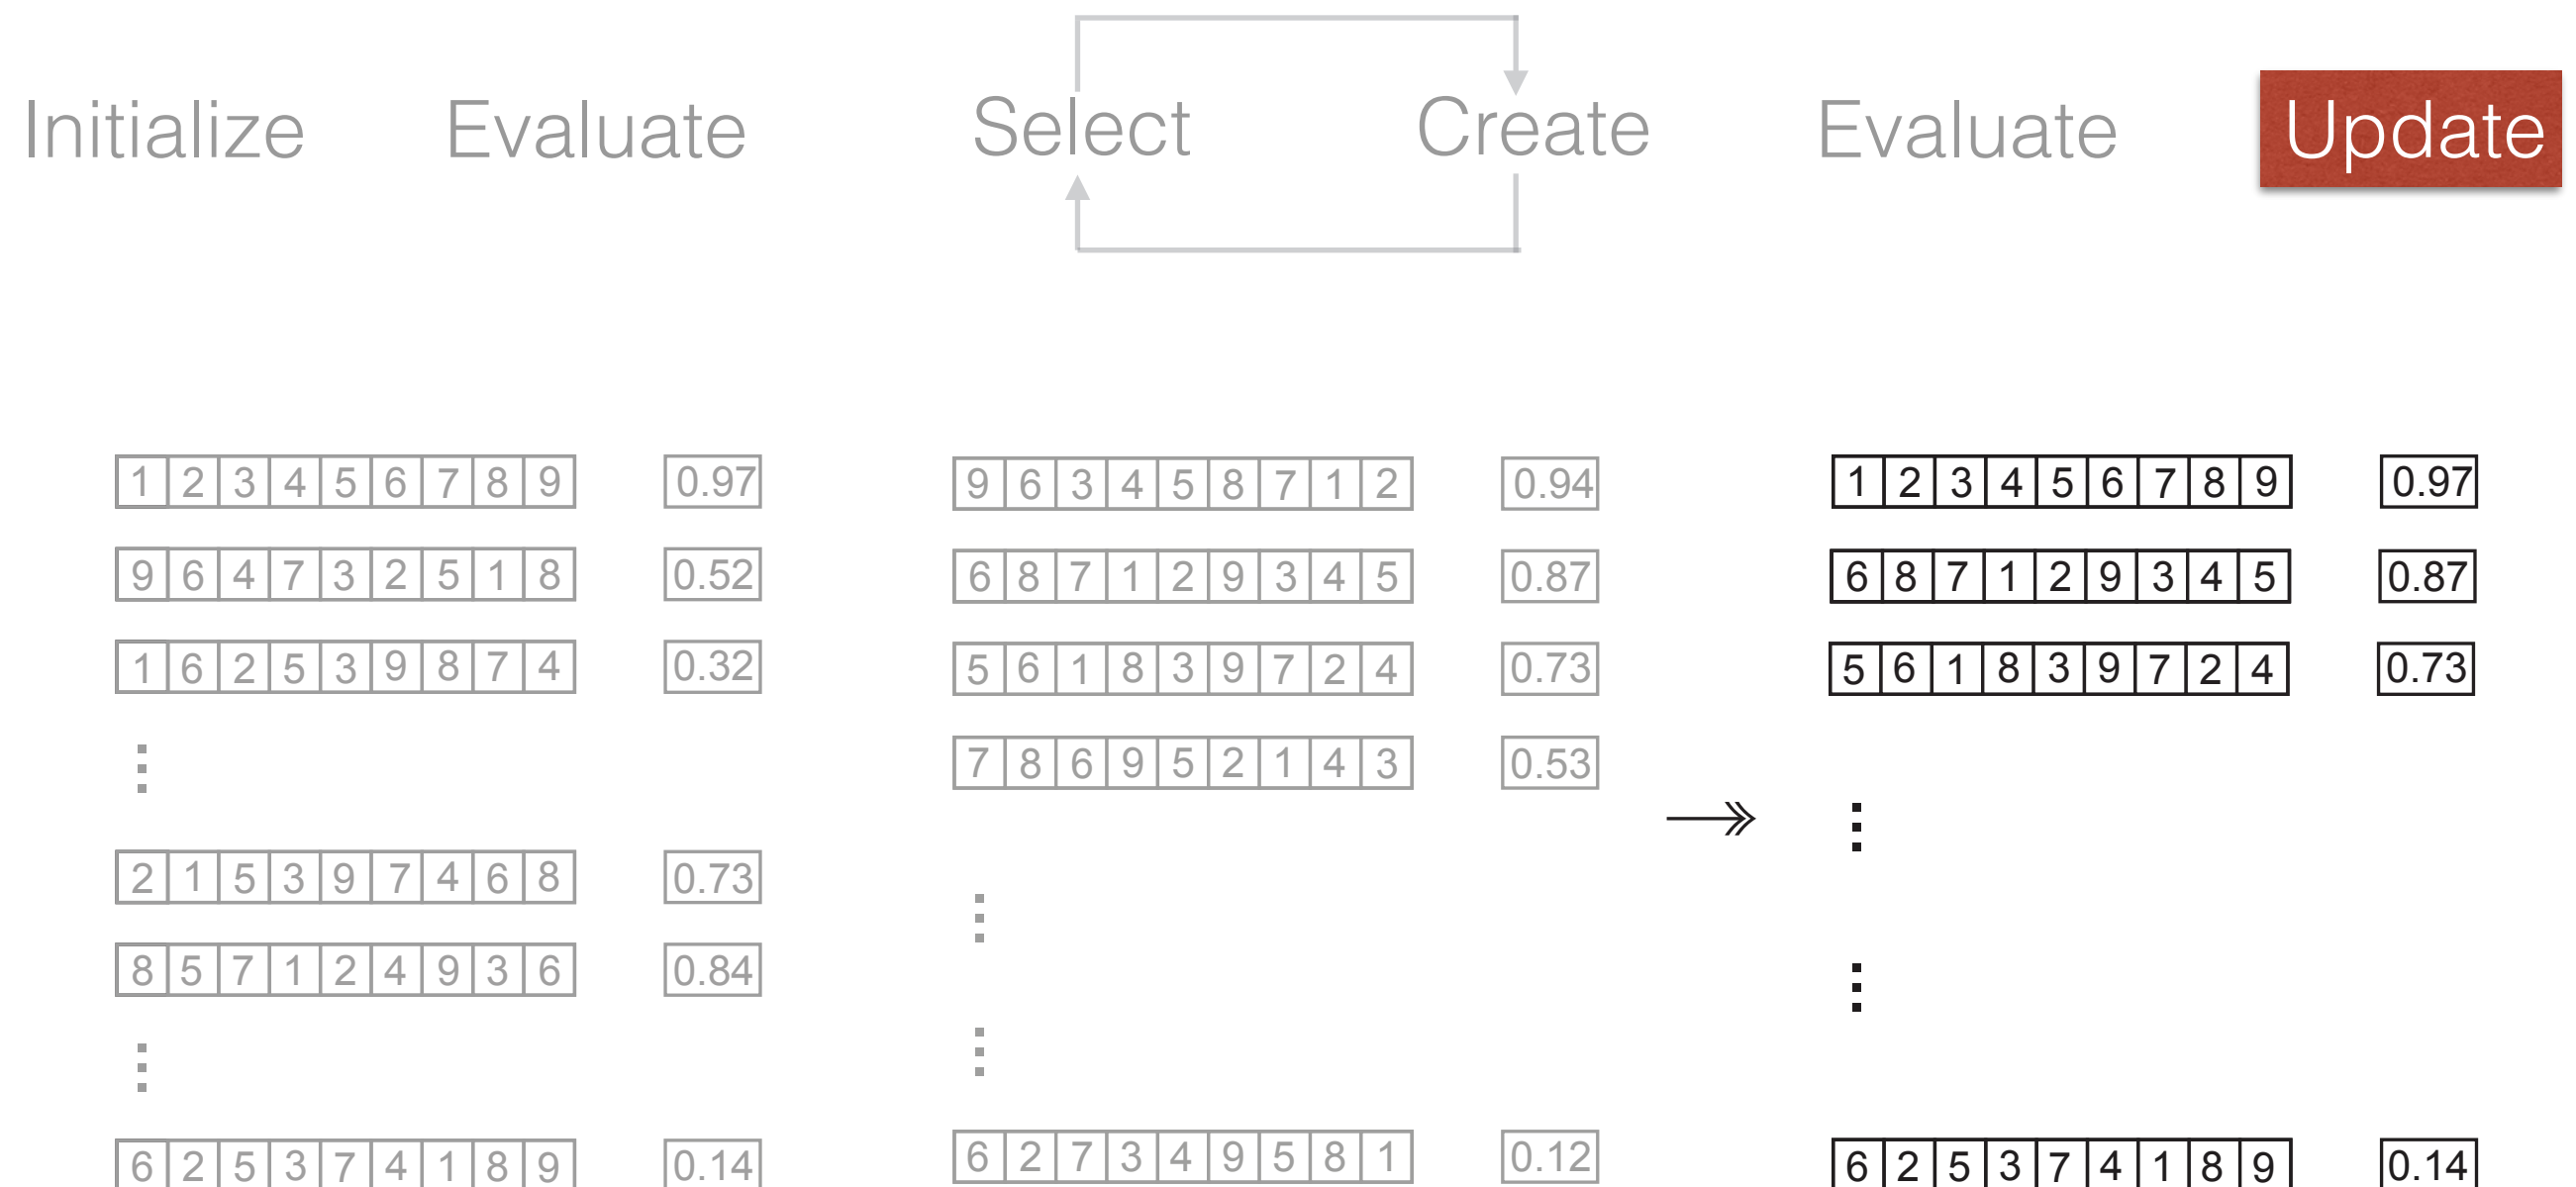 Initialize Evaluate Select Create Evaluate Update
1 2 3 4 5 6 7 8 9 0.97 9 6 3 4 5 8 7 1 2 0.94 1 2 3 4 5 6 7 8 9 0.97
9 6 4 7 3 2 5 1 8 0.52 6 8 7 1 2 9 3 4 5 0.87 6 8 7 1 2 9 3 4 5 0.87
1 6 2 5 3 9 8 7 4 0.32 5 6 1 8 3 9 7 2 4 0.73 5 6 1 8 3 9 7 2 4 0.73
7 8 6 9 5 2 1 4 3 0.53
2 1 5 3 9 7 4 6 8 0.73
8 5 7 1 2 4 9 3 6 0.84
6 2 5 3 7 4 1 8 9 0.14 6 2 7 3 4 9 5 8 1 0.12 6 2 5 3 7 4 1 8 9 0.14